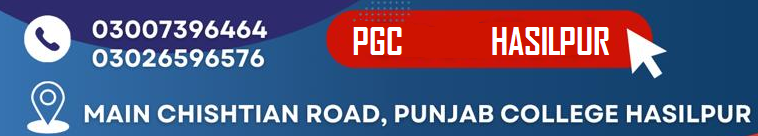 03007396464
03026596576
PGC HASILPUR
MAIN CHISHTIAN ROAD, PUNJAB COLLEGE HASILPUR